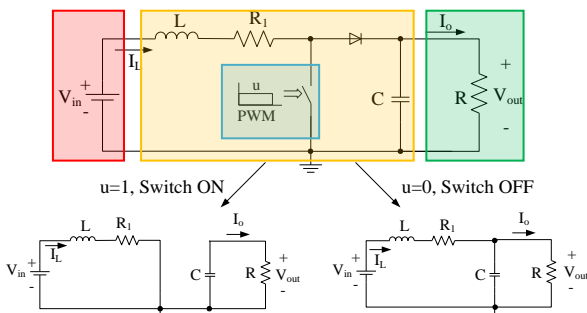 L
R1
Io
IL
Vin
+
-
u
PWM
C
R
+
Vout
-
u=1, Switch ON
u=0, Switch OFF
L
R1
Io
IL
Vin
+
-
C
R
+
Vout
-
L
R1
Io
IL
Vin
+
-
C
R
+
Vout
-